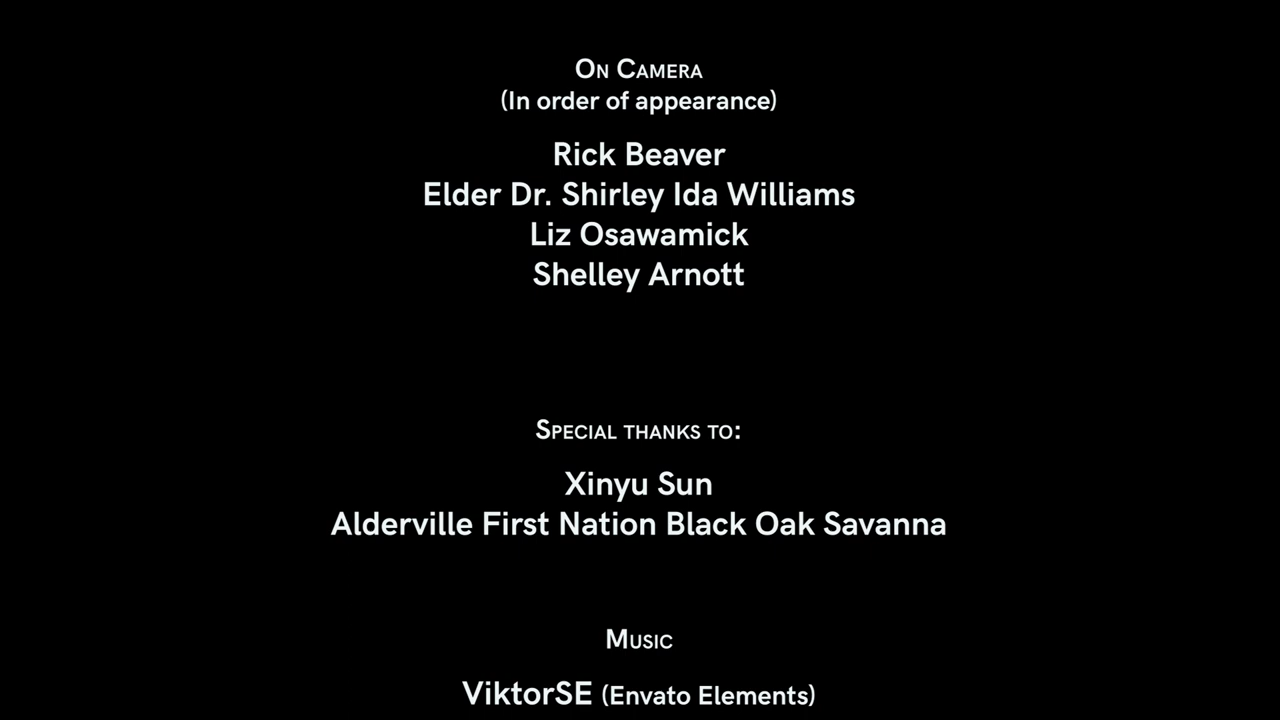 On Camera
(In order of appearance)
Rick Beaver
Elder Dr. Shirley Ida Williams
Liz Osawamick
Shelley Arnott
Special thanks to:
Xinyu Sun
Alderville First Nation Black Oak Savanna
Music
ViktorSE (Envato Elements)